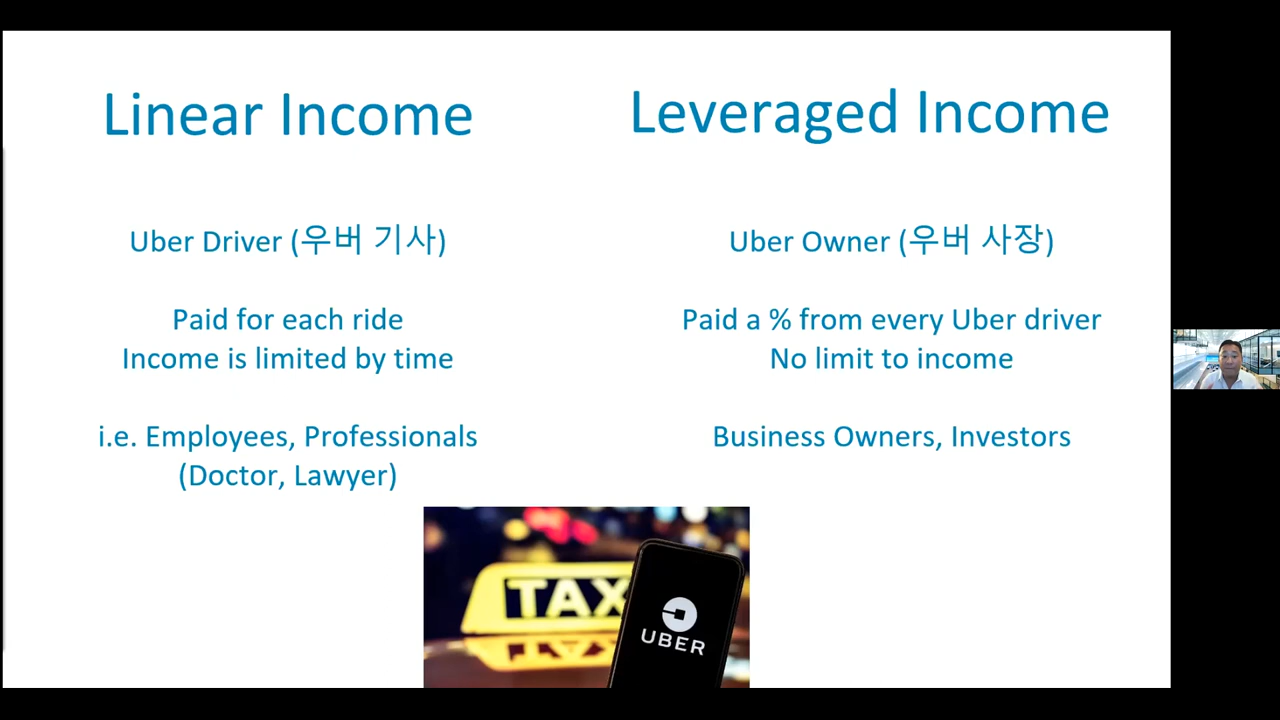 Linear Income
Uber Driver (우버 기사)
Paid for each ride
Income is limited by time
i.e. Employees, Professionals
(Doctor, Lawyer)
Leveraged Income
Uber Owner (우버 사장)
Paid a % from every Uber driver
No limit to income
Business Owners, Investors
TAX
UBER